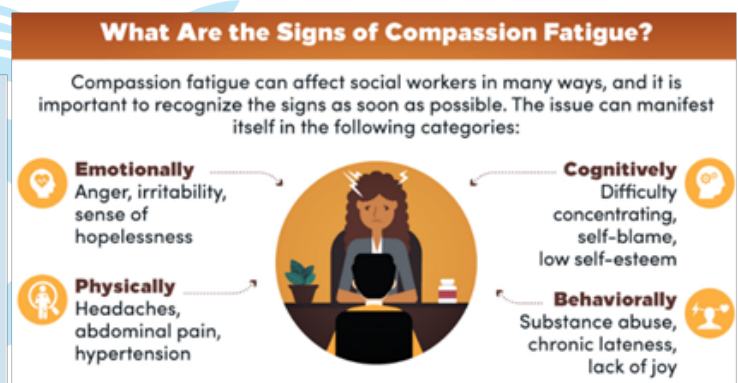 What Are the Signs of Compassion Fatigue?
Compassion fatigue can affect social workers in many ways, and it is
important to recognize the signs as soon as possible. The issue can manifest
itself in the following categories:
Emotionally
Anger, irritability,
sense of
hopelessness
Physically
Headaches,
abdominal pain,
hypertension
Cognitively
Difficulty
concentrating,
self-blame,
low self-esteem
Behaviorally
Substance abuse,
chronic lateness,
lack of joy